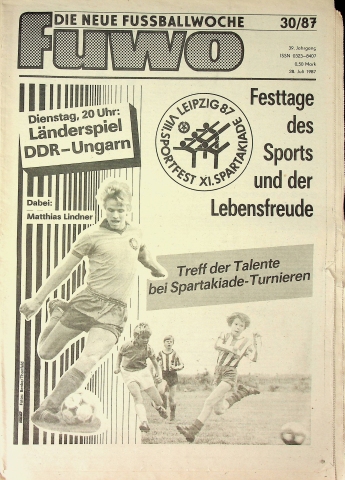 DIE NEUE FUSSBALLWOCHE
30/87
fuwo
39. Jahrgang
ISSN 0323-8407
0,50 Mark
28. Juli 1987
Dienstag, 20 Uhr:
Länderspiel
DDR-Ungarn
Dabei:
Matthias Lindner
LEIPZIG 87
VIII. SPORTFEST XI. SPARTAKIADE
Festtage
des
Sports
und der
Lebensfreude
Treff der Talente
bei Spartakiade-Turnieren